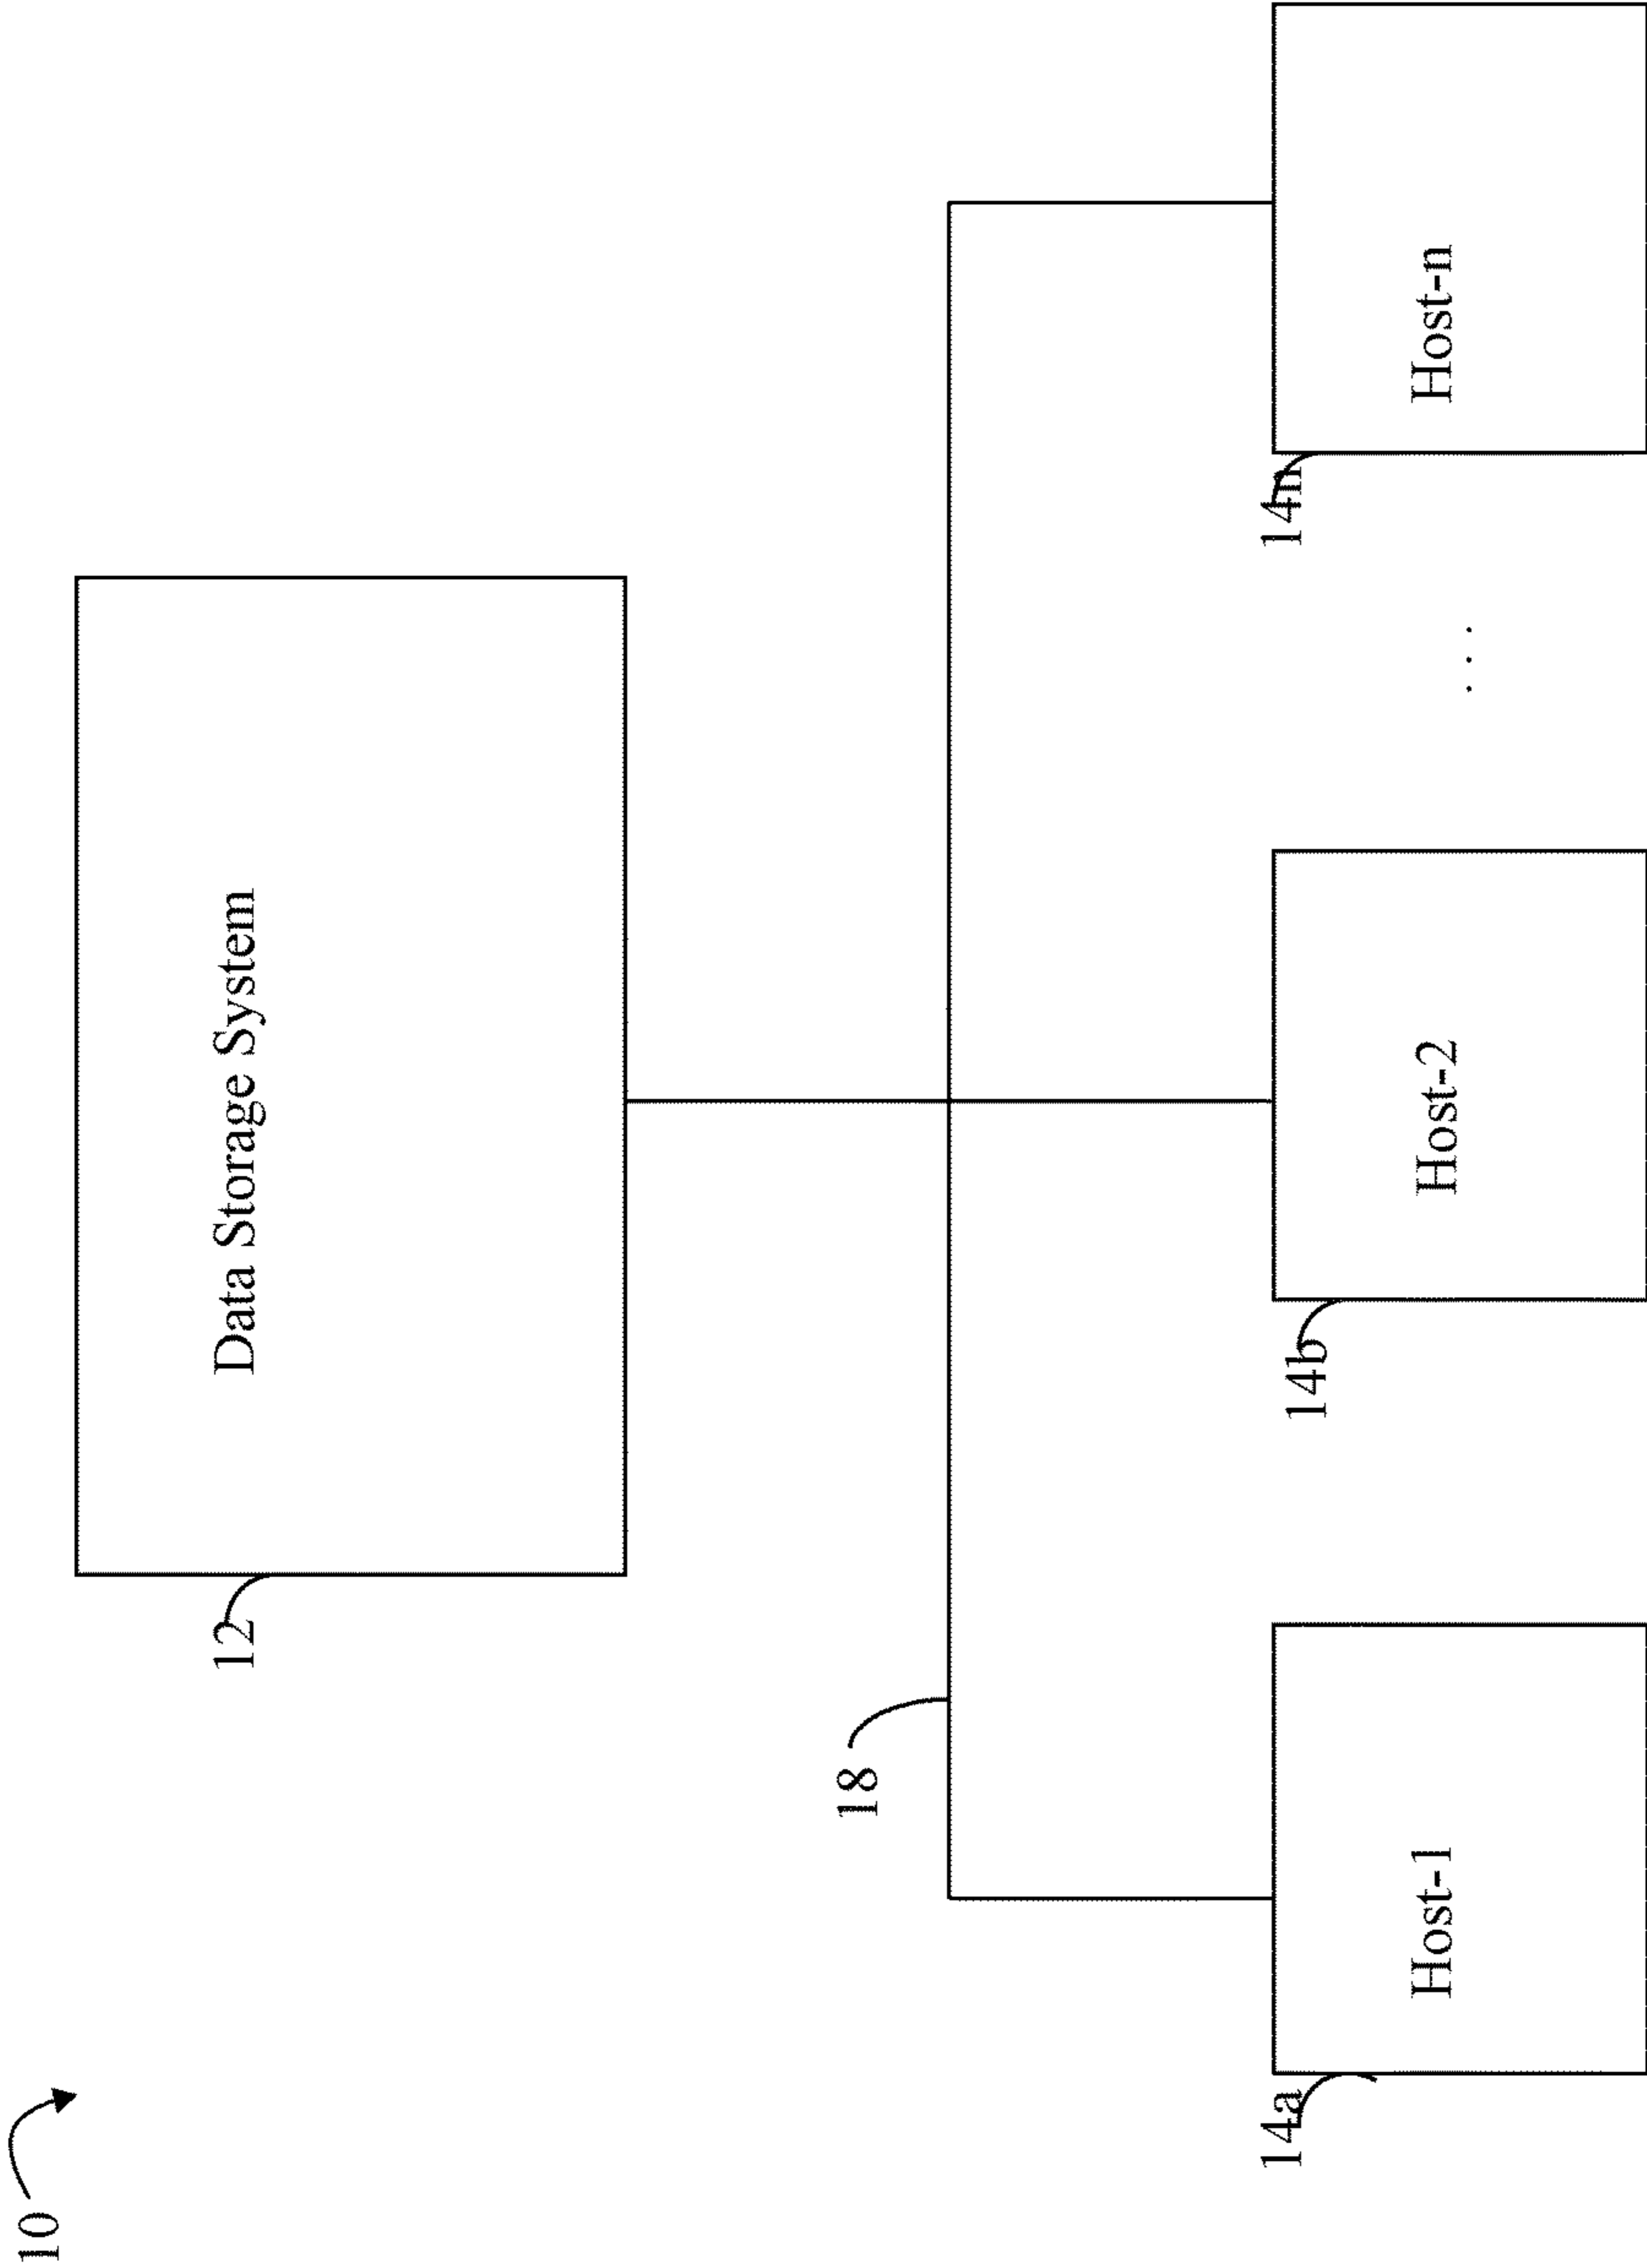 10
12
Data Storage System
18
14a
Host-1
14b
Host-2
. . .
14n
Host-n